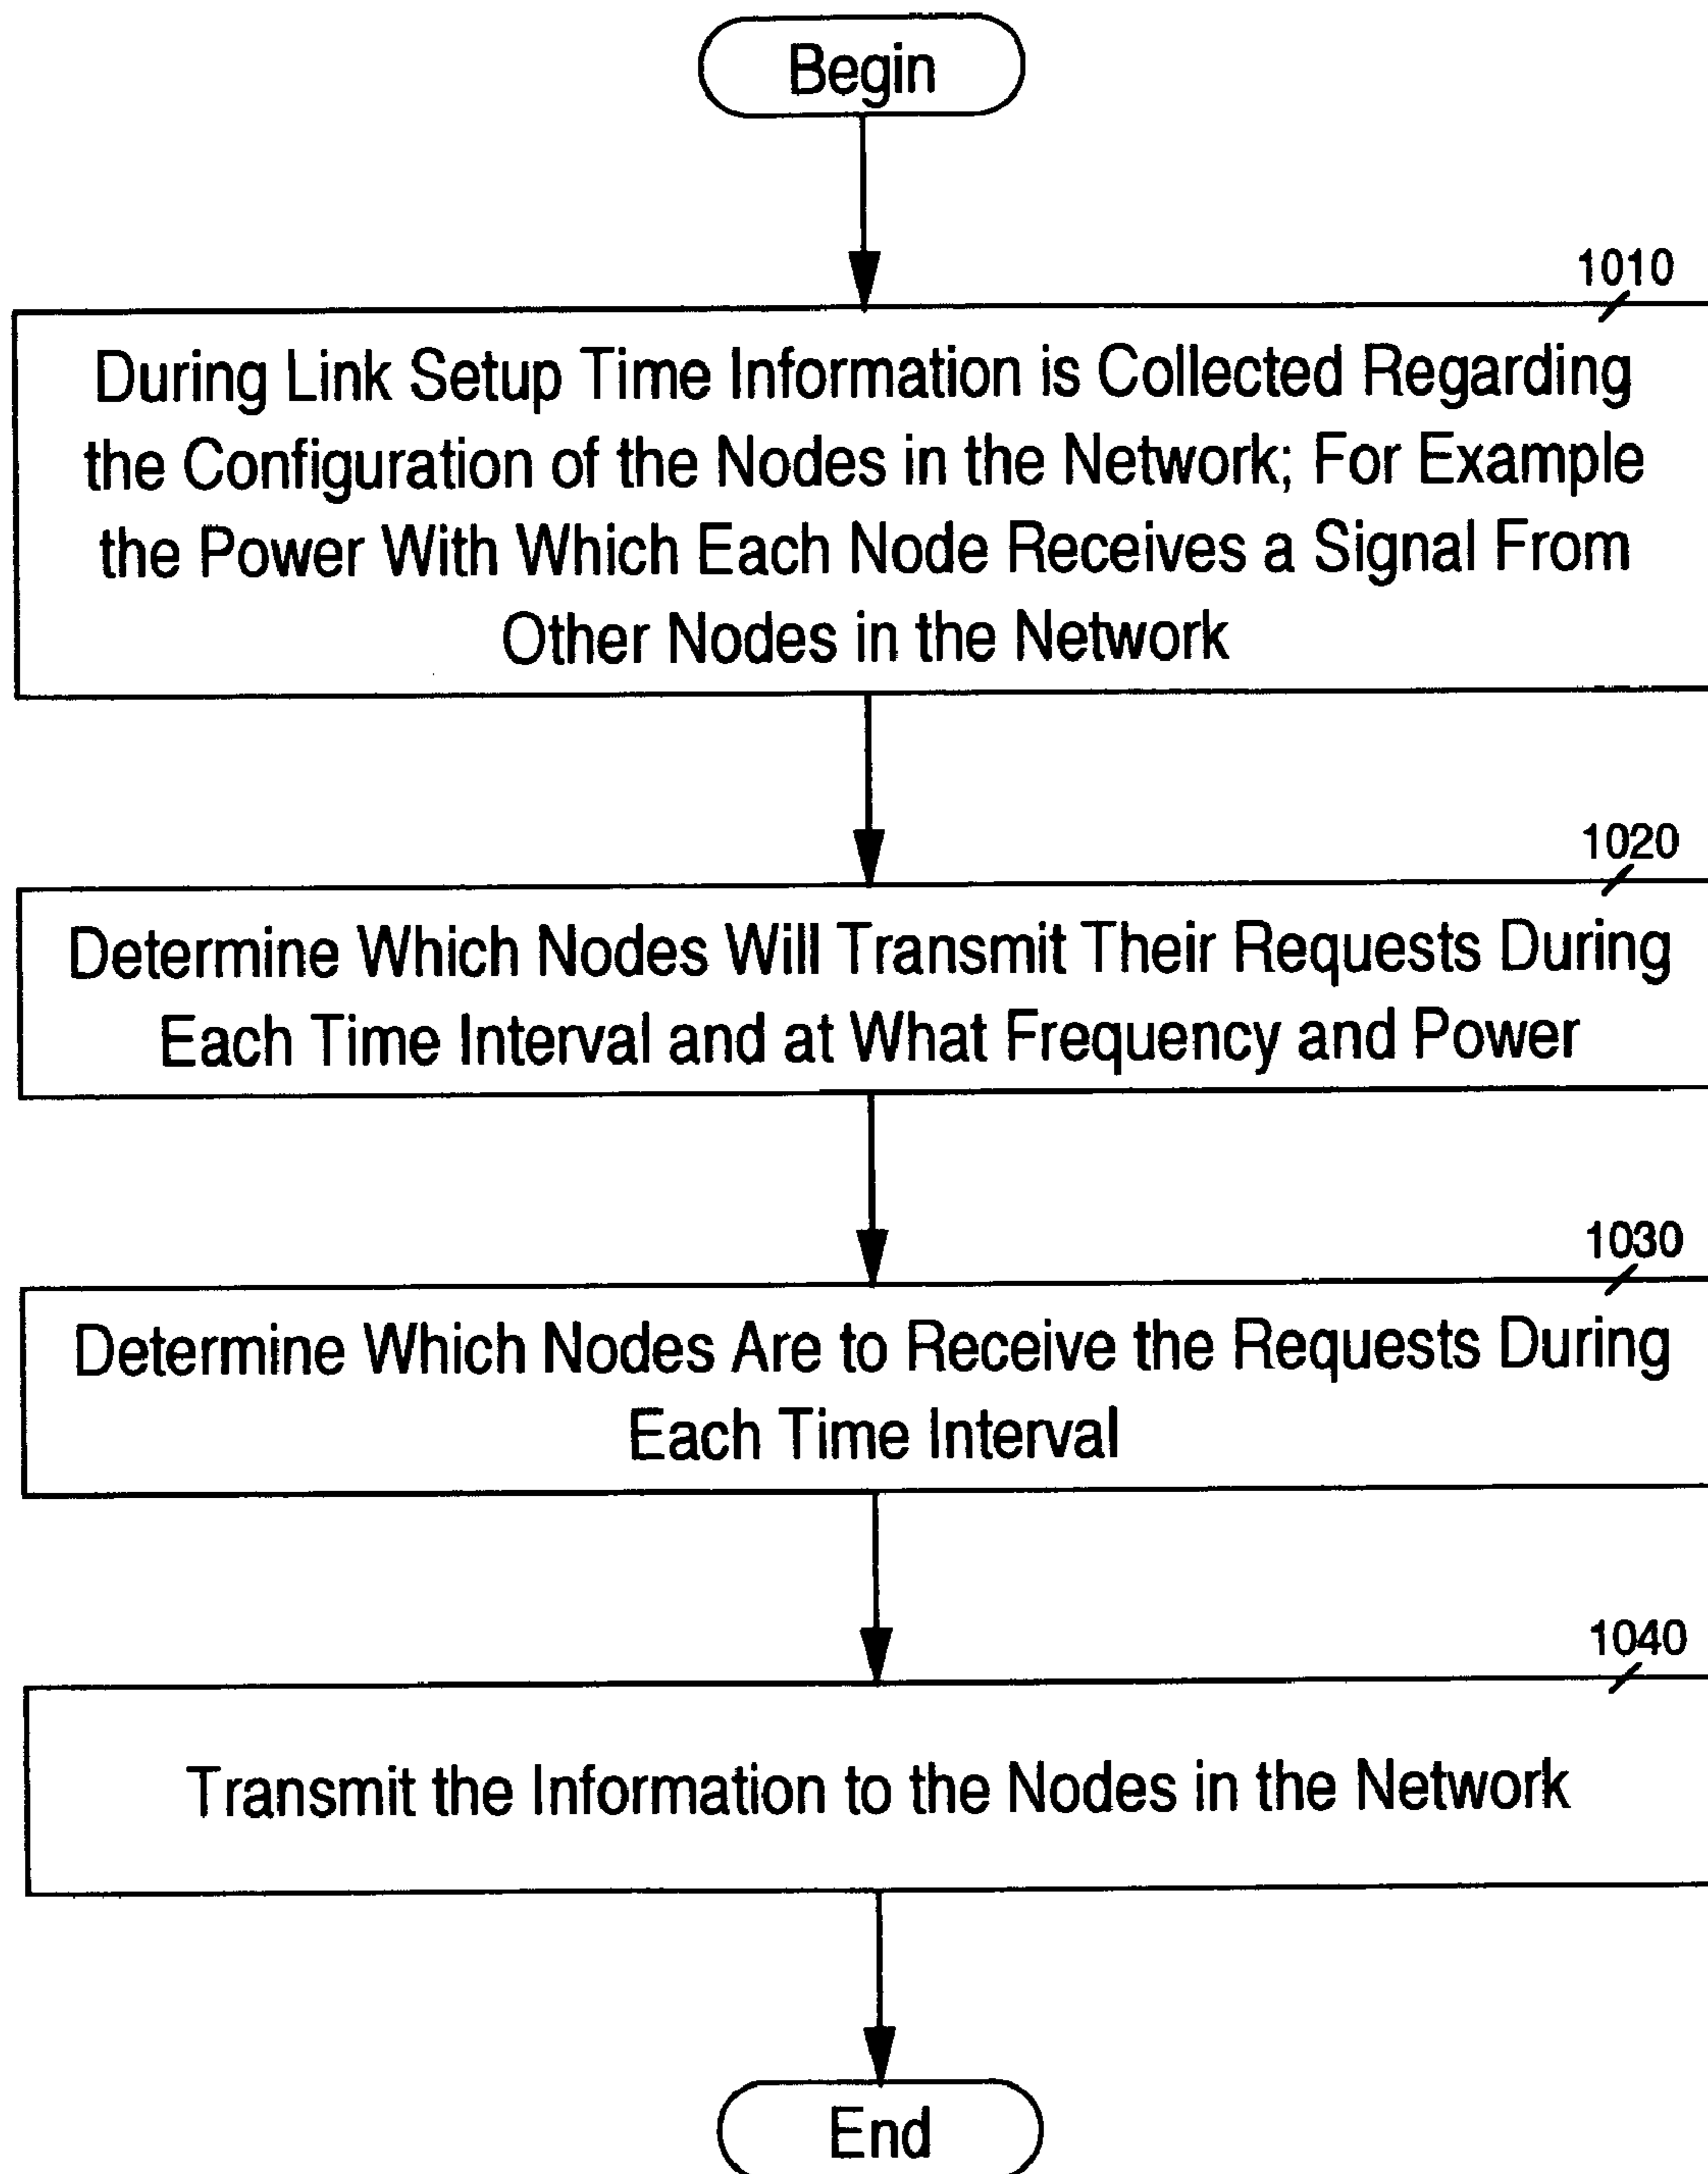 Begin
1010
During Link Setup Time Information is Collected Regarding
the Configuration of the Nodes in the Network; For Example
the Power With Which Each Node Receives a Signal From
Other Nodes in the Network
1020
Determine Which Nodes Will Transmit Their Requests During
Each Time Interval and at What Frequency and Power
1030
Determine Which Nodes Are to Receive the Requests During
Each Time Interval
1040
Transmit the Information to the Nodes in the Network
End